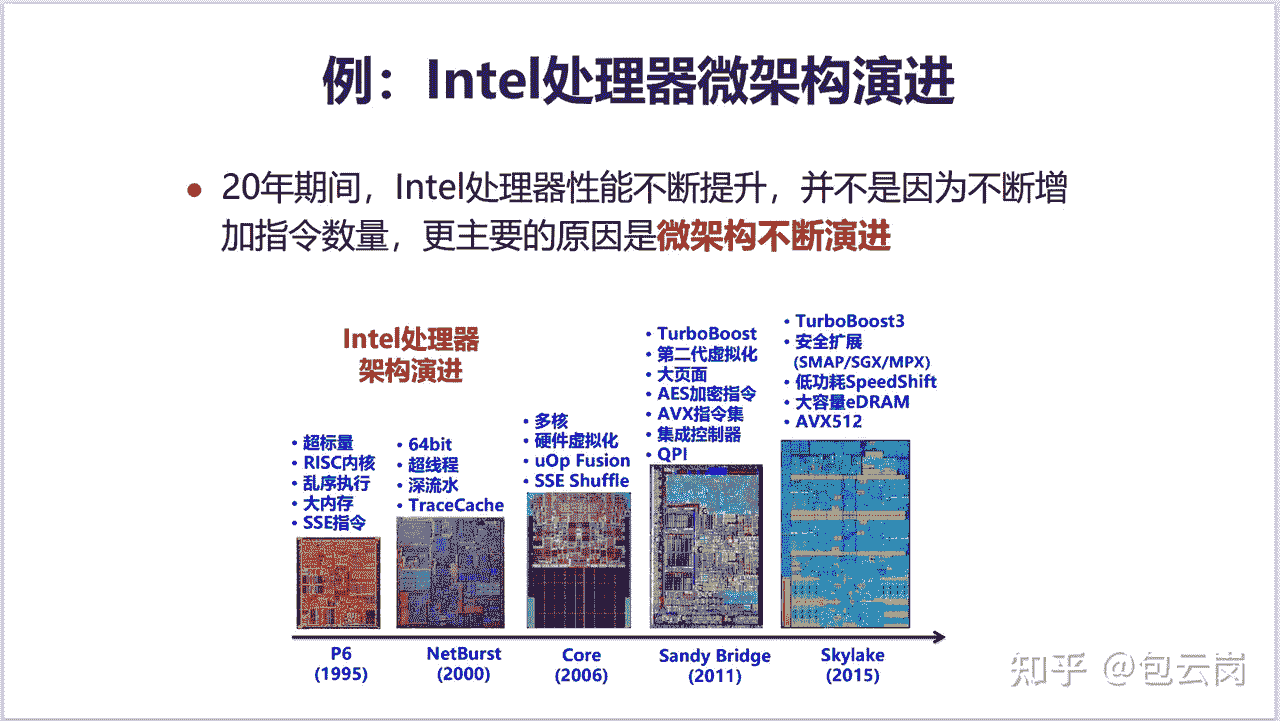 例：Intel处理器微架构演进
• 20年期间，Intel处理器性能不断提升，并不是因为不断增
加指令数量，更主要的原因是微架构不断演进
Intel处理器
架构演进
• 超标量
• RISC内核
• 乱序执行
• 大内存
• SSE指令
• 64bit
• 超线程
• 深流水
• TraceCache
• 多核
• 硬件虚拟化
• uOp Fusion
• SSE Shuffle
• TurboBoost
• 第二代虚拟化
• 大页面
• AES加密指令
• AVX指令集
• 集成控制器
• QPI
• TurboBoost3
• 安全扩展
(SMAP/SGX/MPX)
• 低功耗SpeedShift
• 大容量eDRAM
• AVX512
P6
(1995)
NetBurst
(2000)
Core
(2006)
Sandy Bridge
(2011)
Skylake
(2015)
知乎 @包云岗